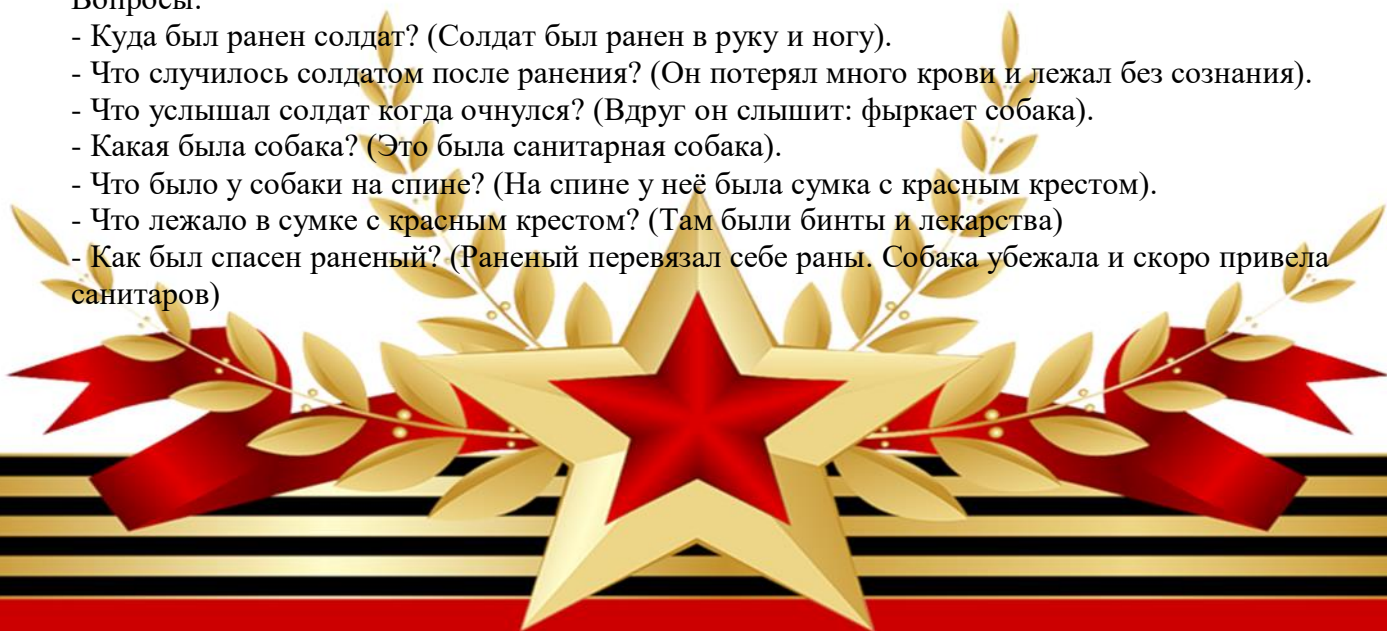 Вопросы:
- Куда был ранен солдат? (Солдат был ранен в руку и ногу).
- Что случилось солдатом после ранения? (Он потерял много крови и лежал без сознания).
- Что услышал солдат когда очнулся? (Вдруг он слышит: фыркает собака).
- Какая была собака? (Это была санитарная собака).
- Что было у собаки на спине? (На спине у неё была сумка с красным крестом).
- Что лежало в сумке с красным крестом? (Там были бинты и лекарства)
- Как был спасен раненый? (Раненый перевязал себе раны. Собака убежала и скоро привела
санитаров)